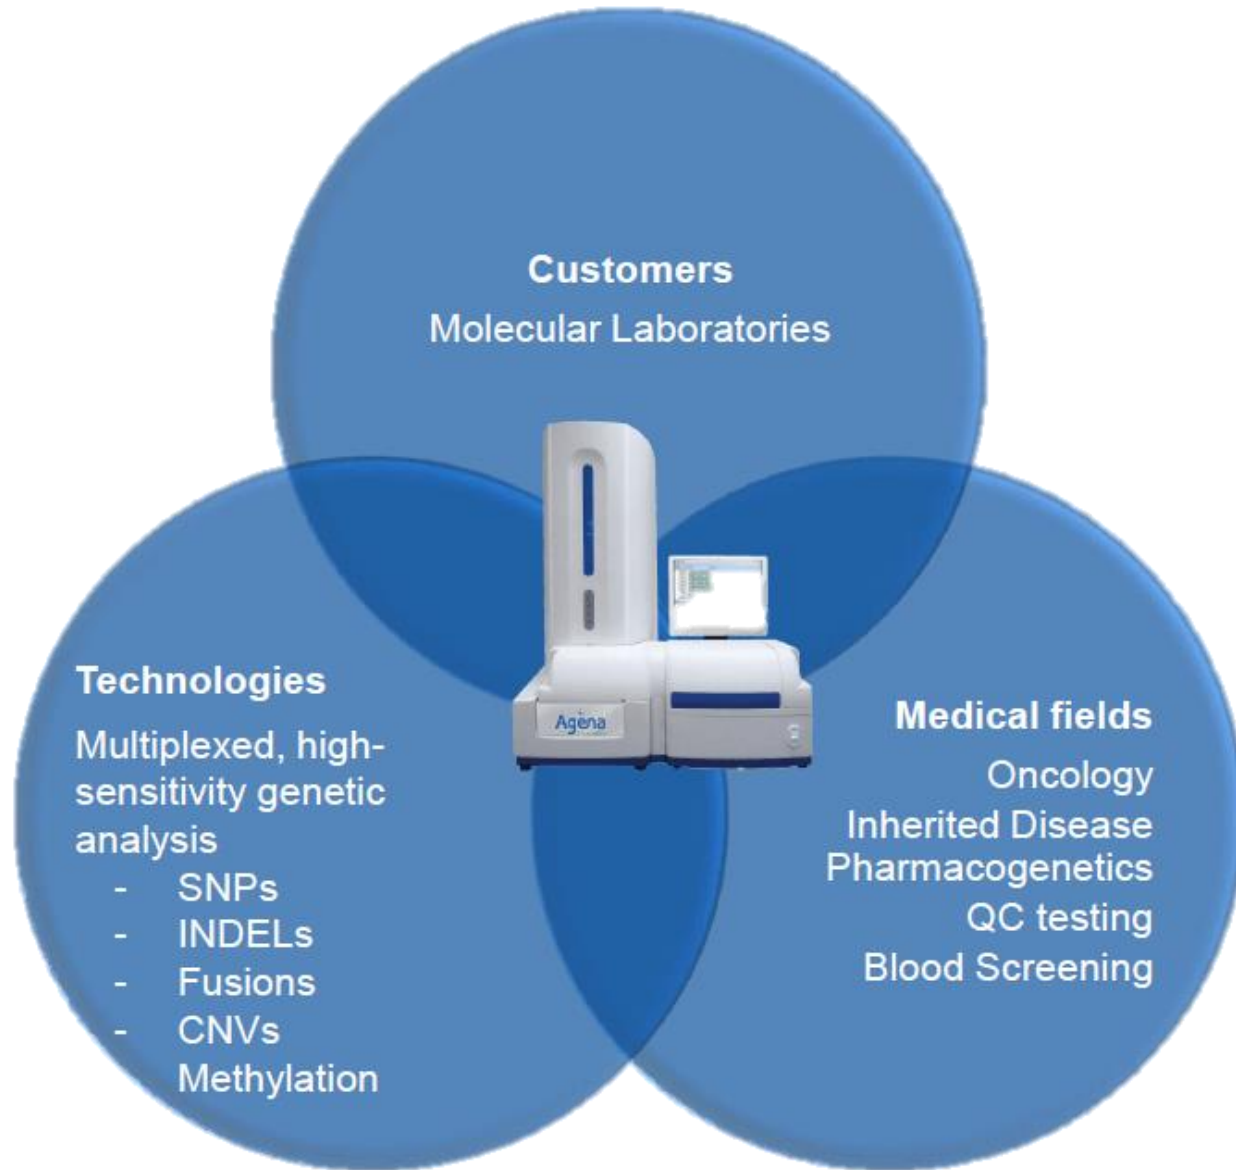 Customers
Molecular Laboratories
Technologies
Multiplexed, high-
sensitivity genetic
analysis
- SNPs
- INDELs
- Fusions
- CNVs
Methylation
Agena
Medical fields
Oncology
Inherited Disease
Pharmacogenetics
QC testing
Blood Screening